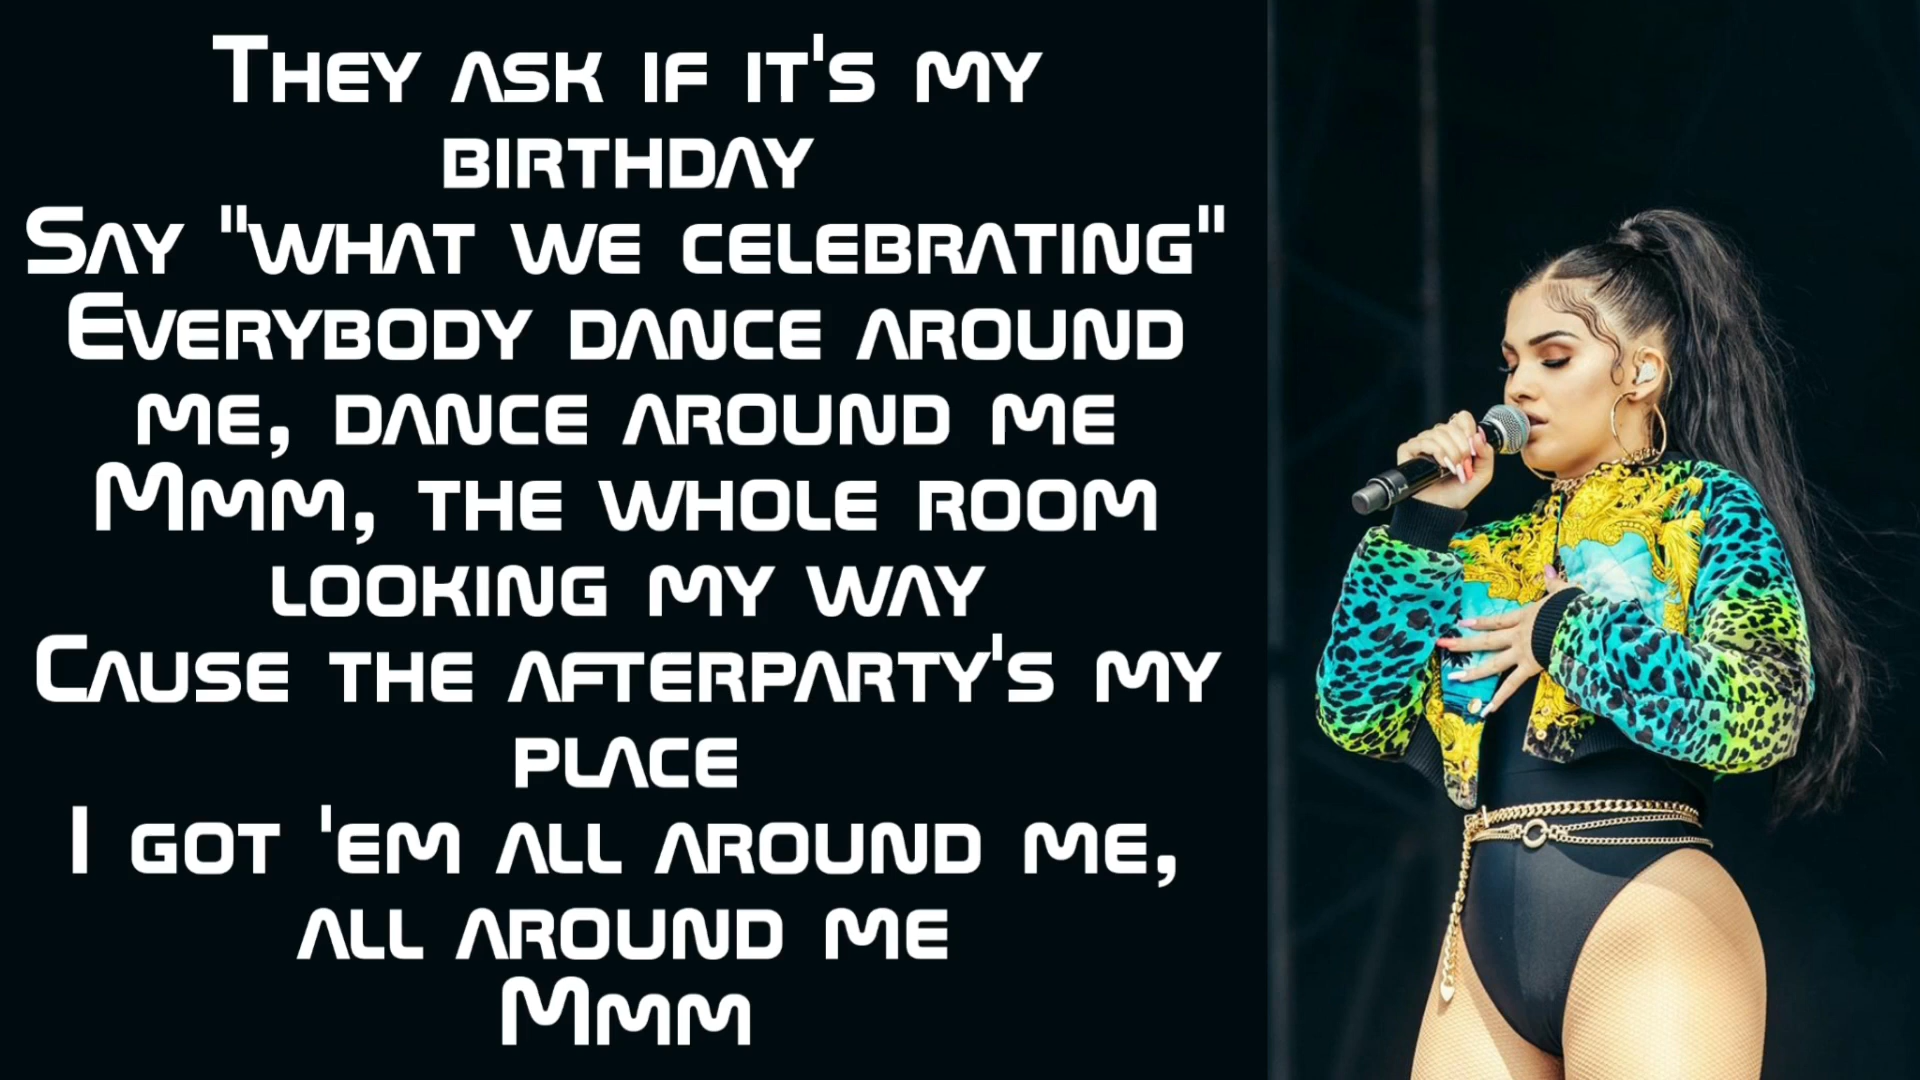 They ask if it's my
birthday
Say "what we celebrating"
Everybody dance around
me, dance around me
Mmm, the whole room
looking my way
Cause the afterparty's my
place
I got 'em all around me,
all around me
Mmm